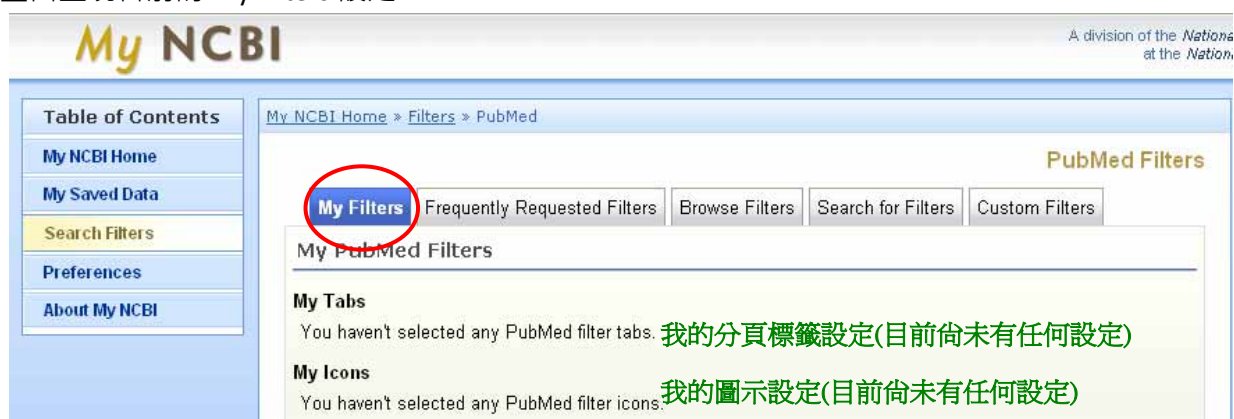 My NCBI
A division of the
at the
Table of Contents
My NCBI Home » Filters » PubMed
My NCBI Home
PubMed Filters
My Saved Data
My Filters Frequently Requested Filters Browse Filters Search for Filters Custom Filters
Search Filters
My PubMed Filters
Preferences
My Tabs
About My NCBI
You haven't selected any PubMed filter tabs. 我的分頁標籤設定(目前尚未有任何設定)
My Icons
You haven't selected any PubMed filter icons. 我的圖示設定(目前尚未有任何設定)